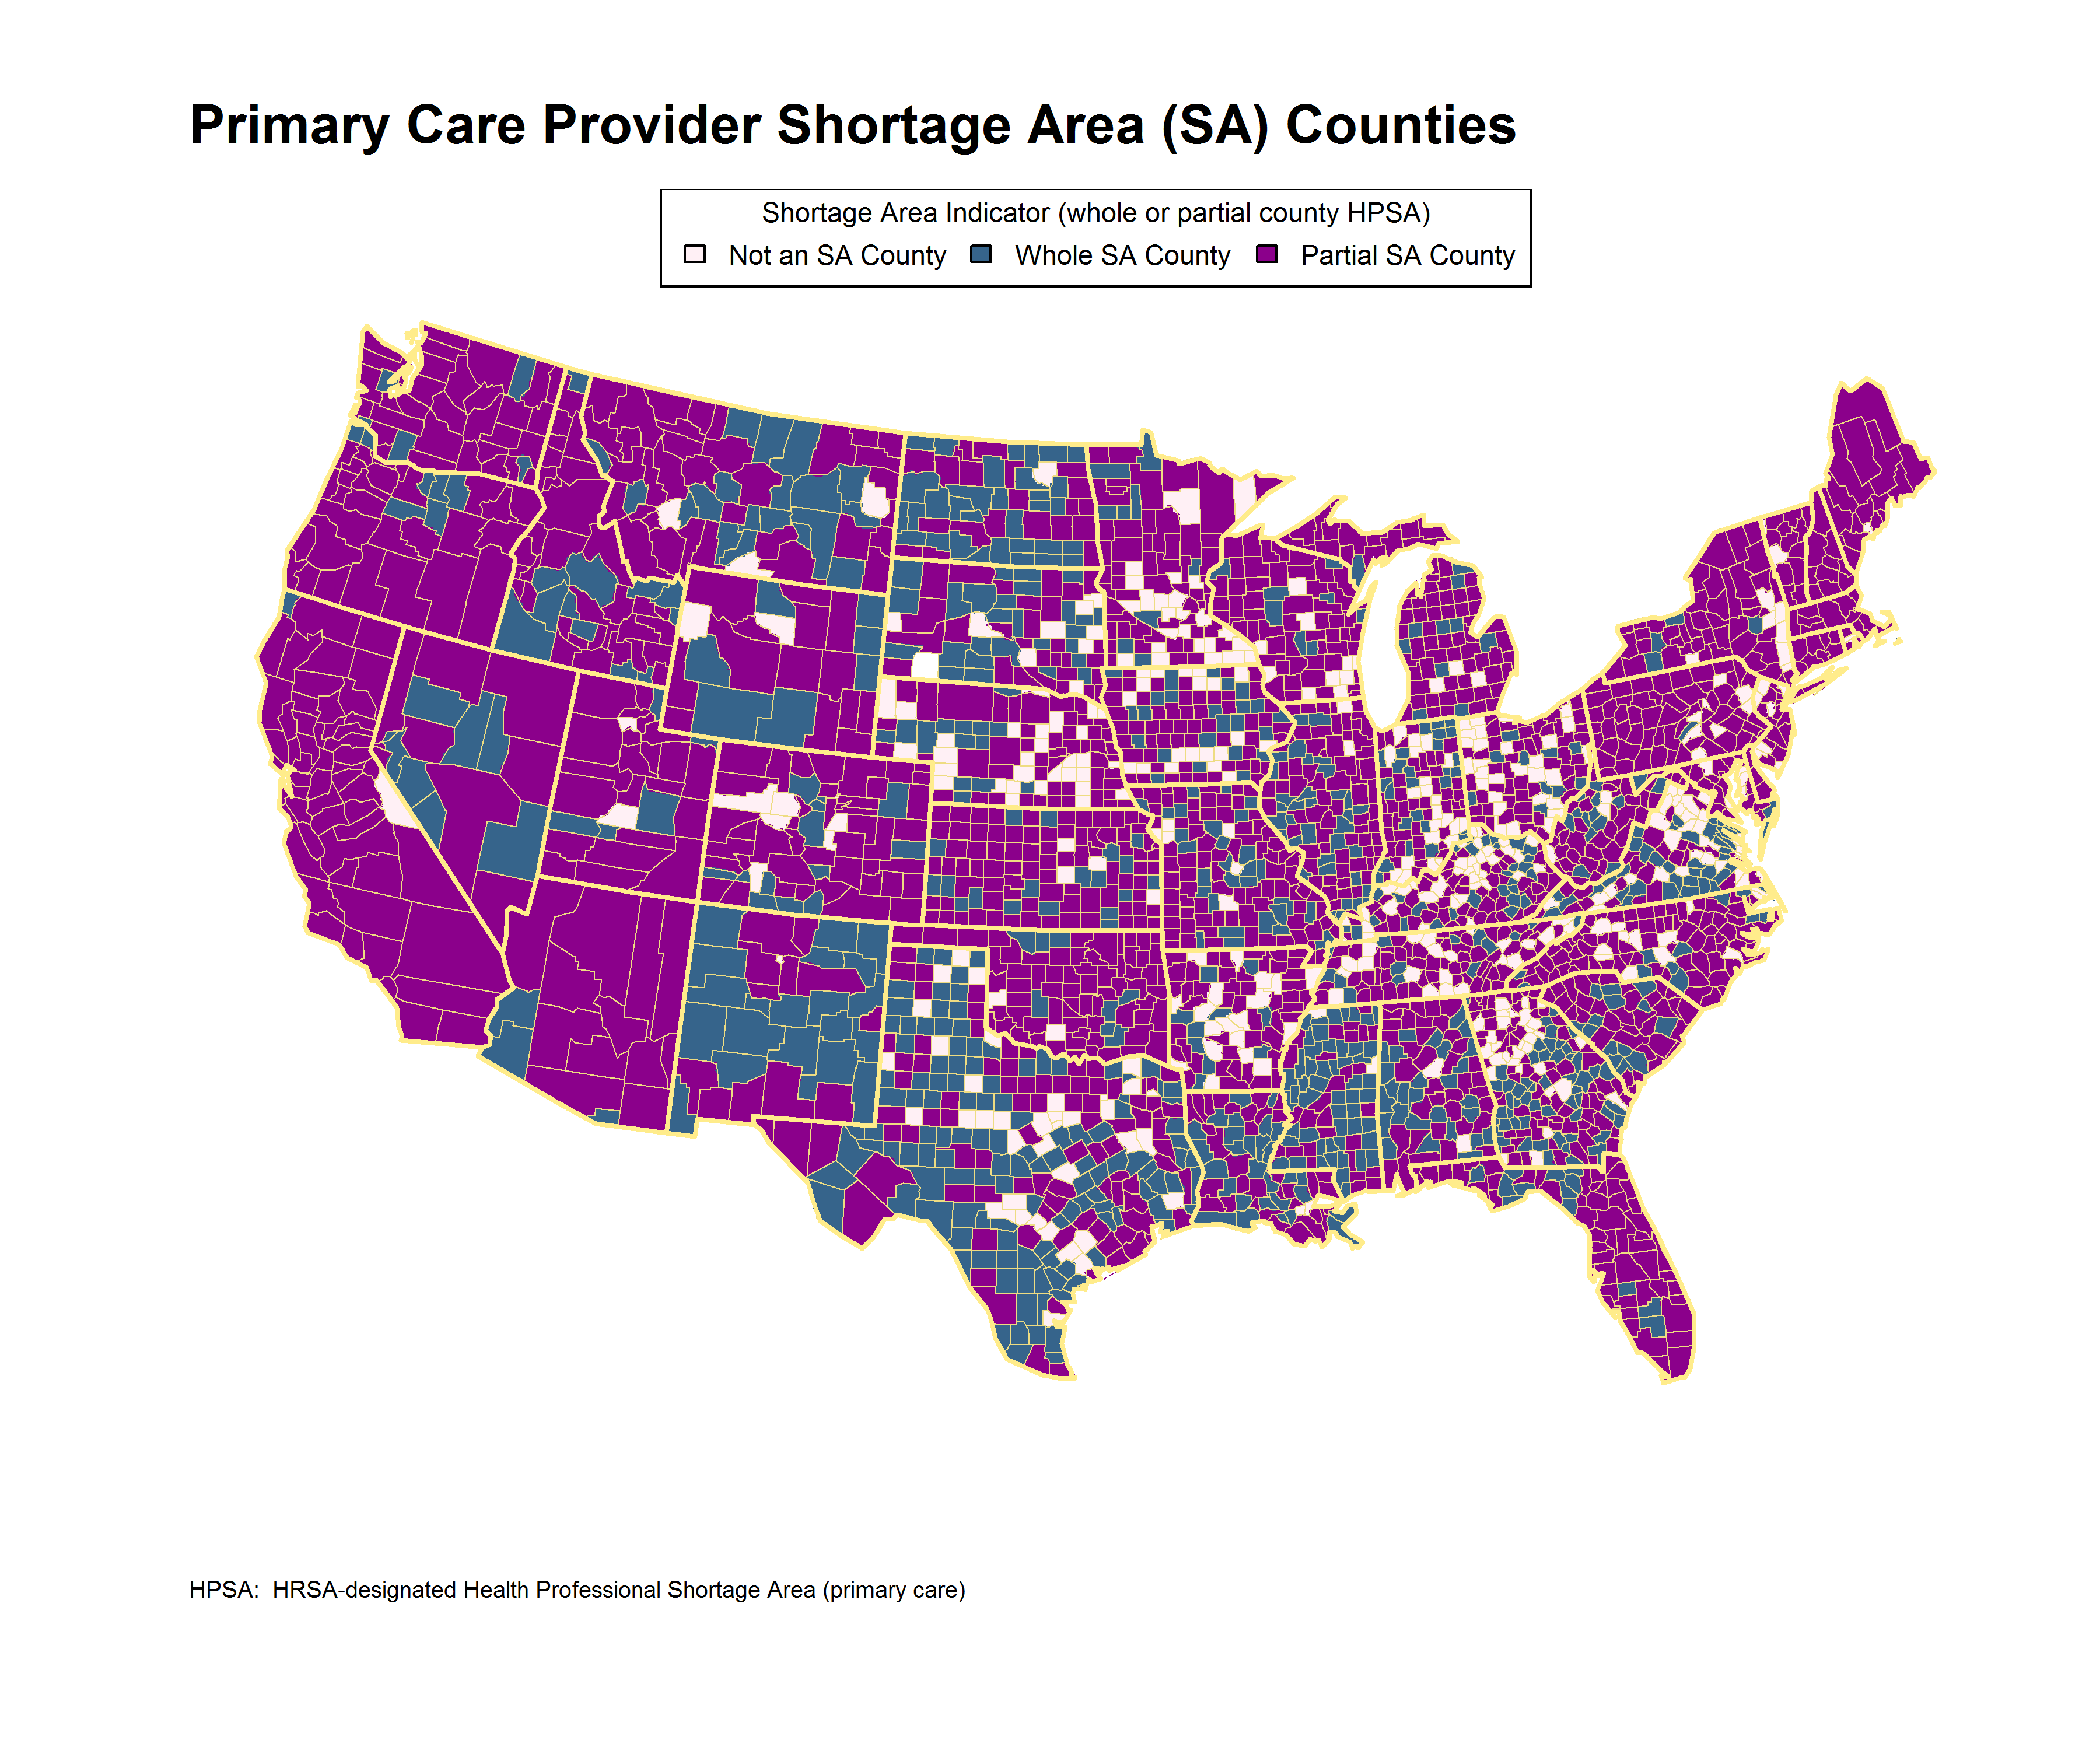 Primary Care Provider Shortage Area (SA) Counties
Shortage Area Indicator (whole or partial county HPSA)
Not an SA County Whole SA County Partial SA County
HPSA: HRSA-designated Health Professional Shortage Area (primary care)